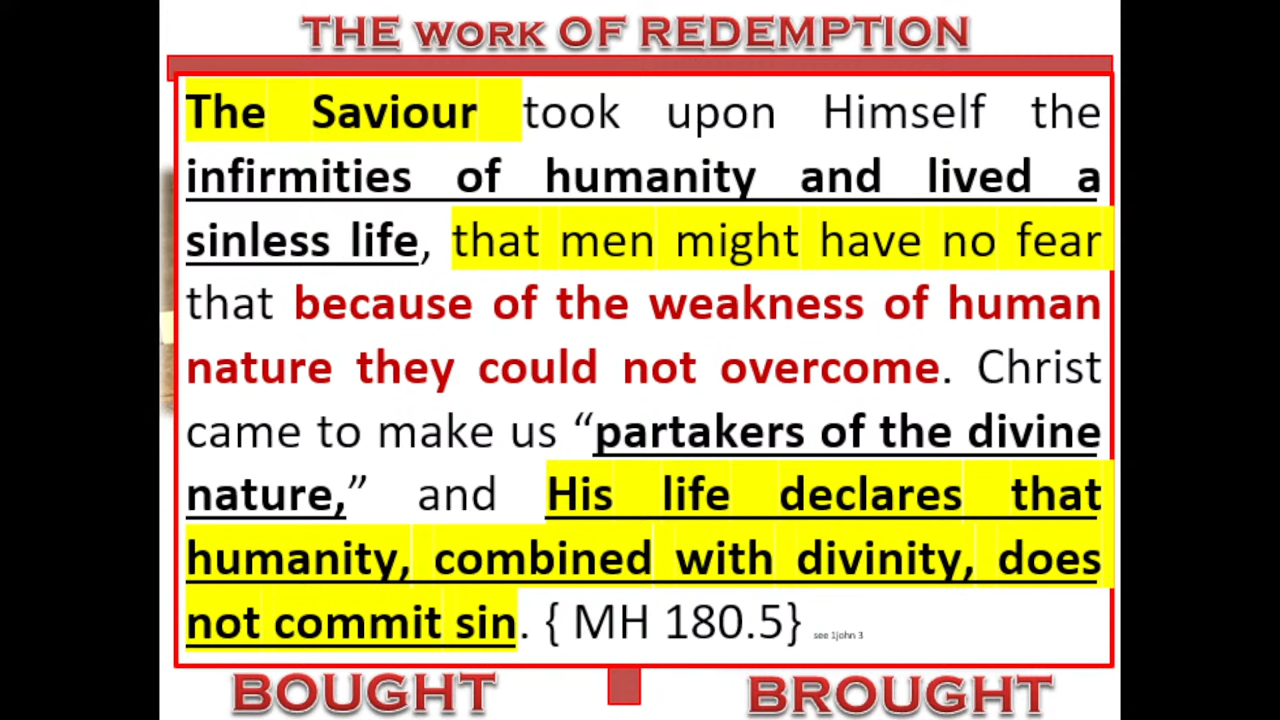 THE work OF REDEMPTION
The Saviour took upon Himself the
infirmities of humanity and lived a
sinless life, that men might have no fear
that because of the weakness of human
nature they could not overcome. Christ
came to make us “partakers of the divine
nature,” and His life declares that
humanity, combined with divinity, does
not commit sin. { MH 180.5} see 1john 3
BOUGHT BROUGHT